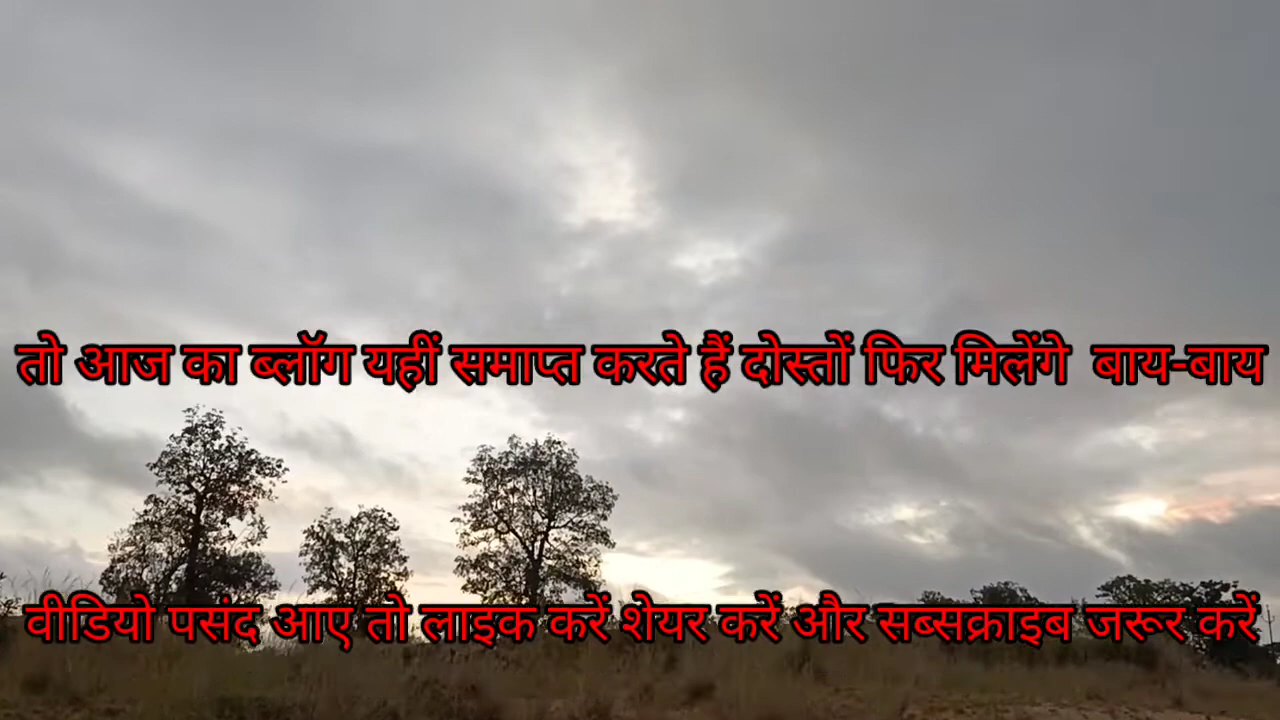 तो आज का ब्लॉग यहीं समाप्त करते हैं दोस्तों फिर मिलेंगे बाय-बाय
वीडियो पसंद आए तो लाइक करें शेयर करें और सब्सक्राइब जरूर करें